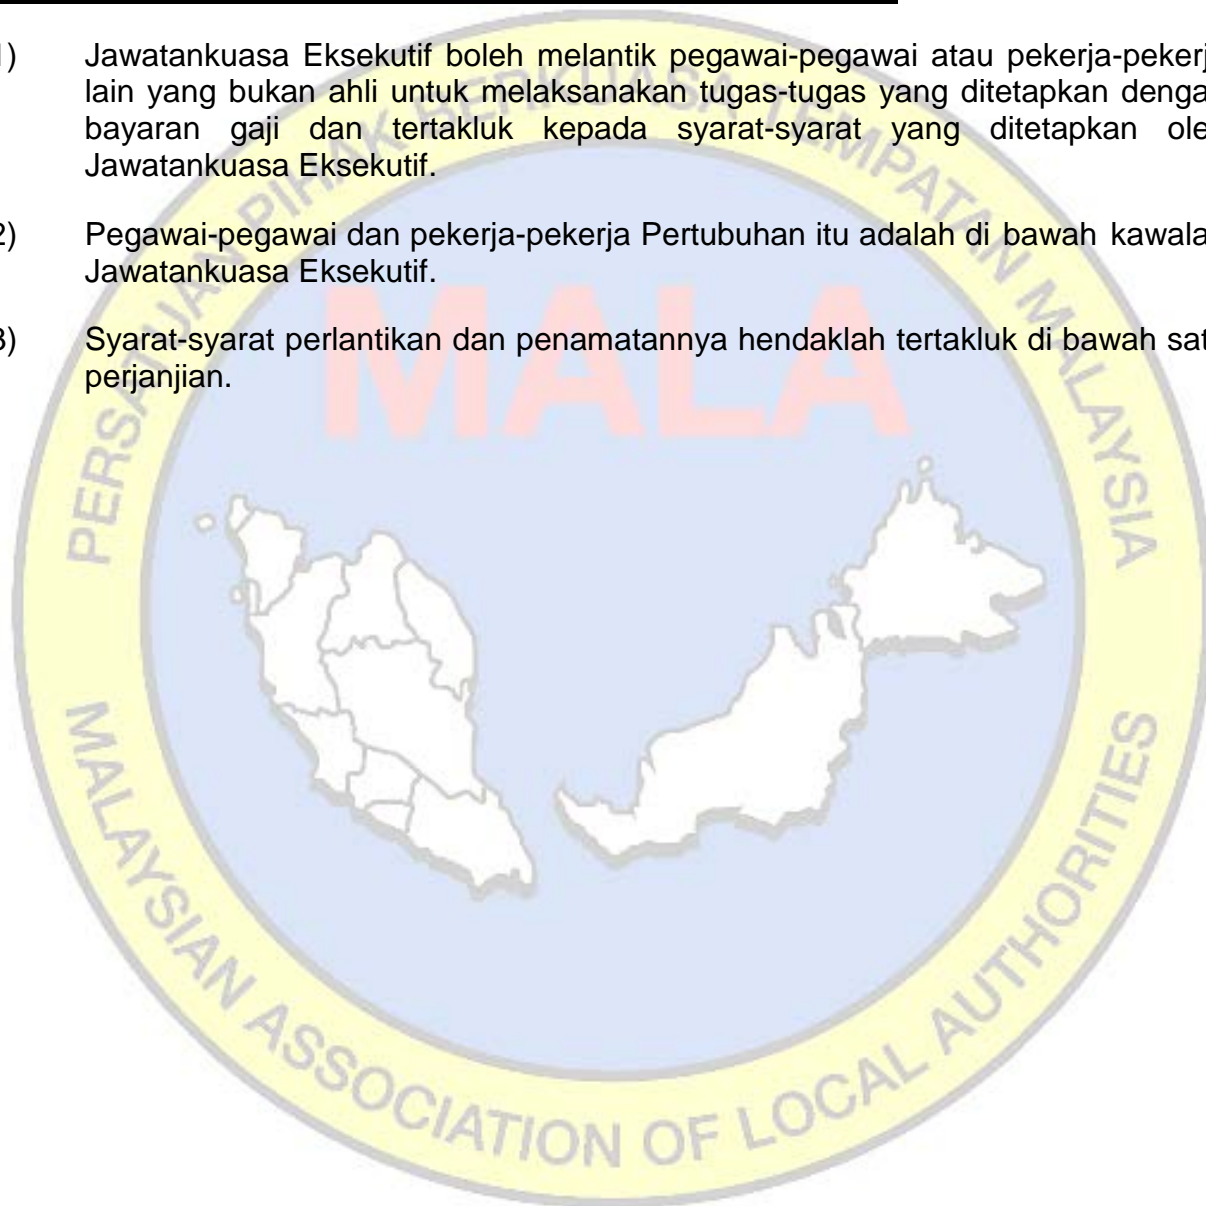 1) Jawatankuasa Eksekutif boleh melantik pegawai-pegawai atau pekerja-pekerj
lain yang bukan ahli untuk melaksanakan tugas-tugas yang ditetapkan denga
bayaran gaji dan tertakluk kepada syarat-syarat yang ditetapkan ole
Jawatankuasa Eksekutif.
2) Pegawai-pegawai dan pekerja-pekerja Pertubuhan itu adalah di bawah kawala
Jawatankuasa Eksekutif.
3) Syarat-syarat perlantikan dan penamatannya hendaklah tertakluk di bawah sat
perjanjian.
PERSATUAN PIHAK BERKUASA TEMPATAN MALAYSIA
MALA
MALAYSIAN ASSOCIATION OF LOCAL AUTHORITIES